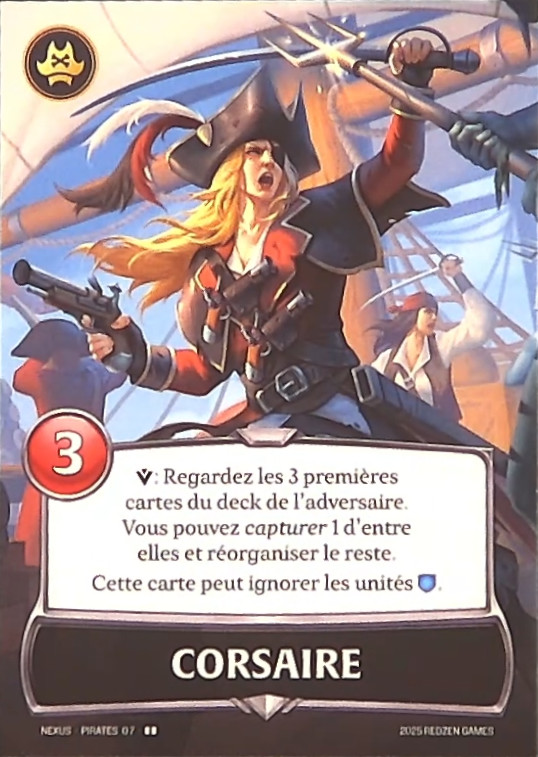 3
: Regardez les 3 premières
cartes du deck de l'adversaire.
Vous pouvez capturer 1 d'entre
elles et réorganiser le reste.
Cette carte peut ignorer les unités .
CORSAIRE
NEXUS PIRATES 07
2025 REDZEN GAMES